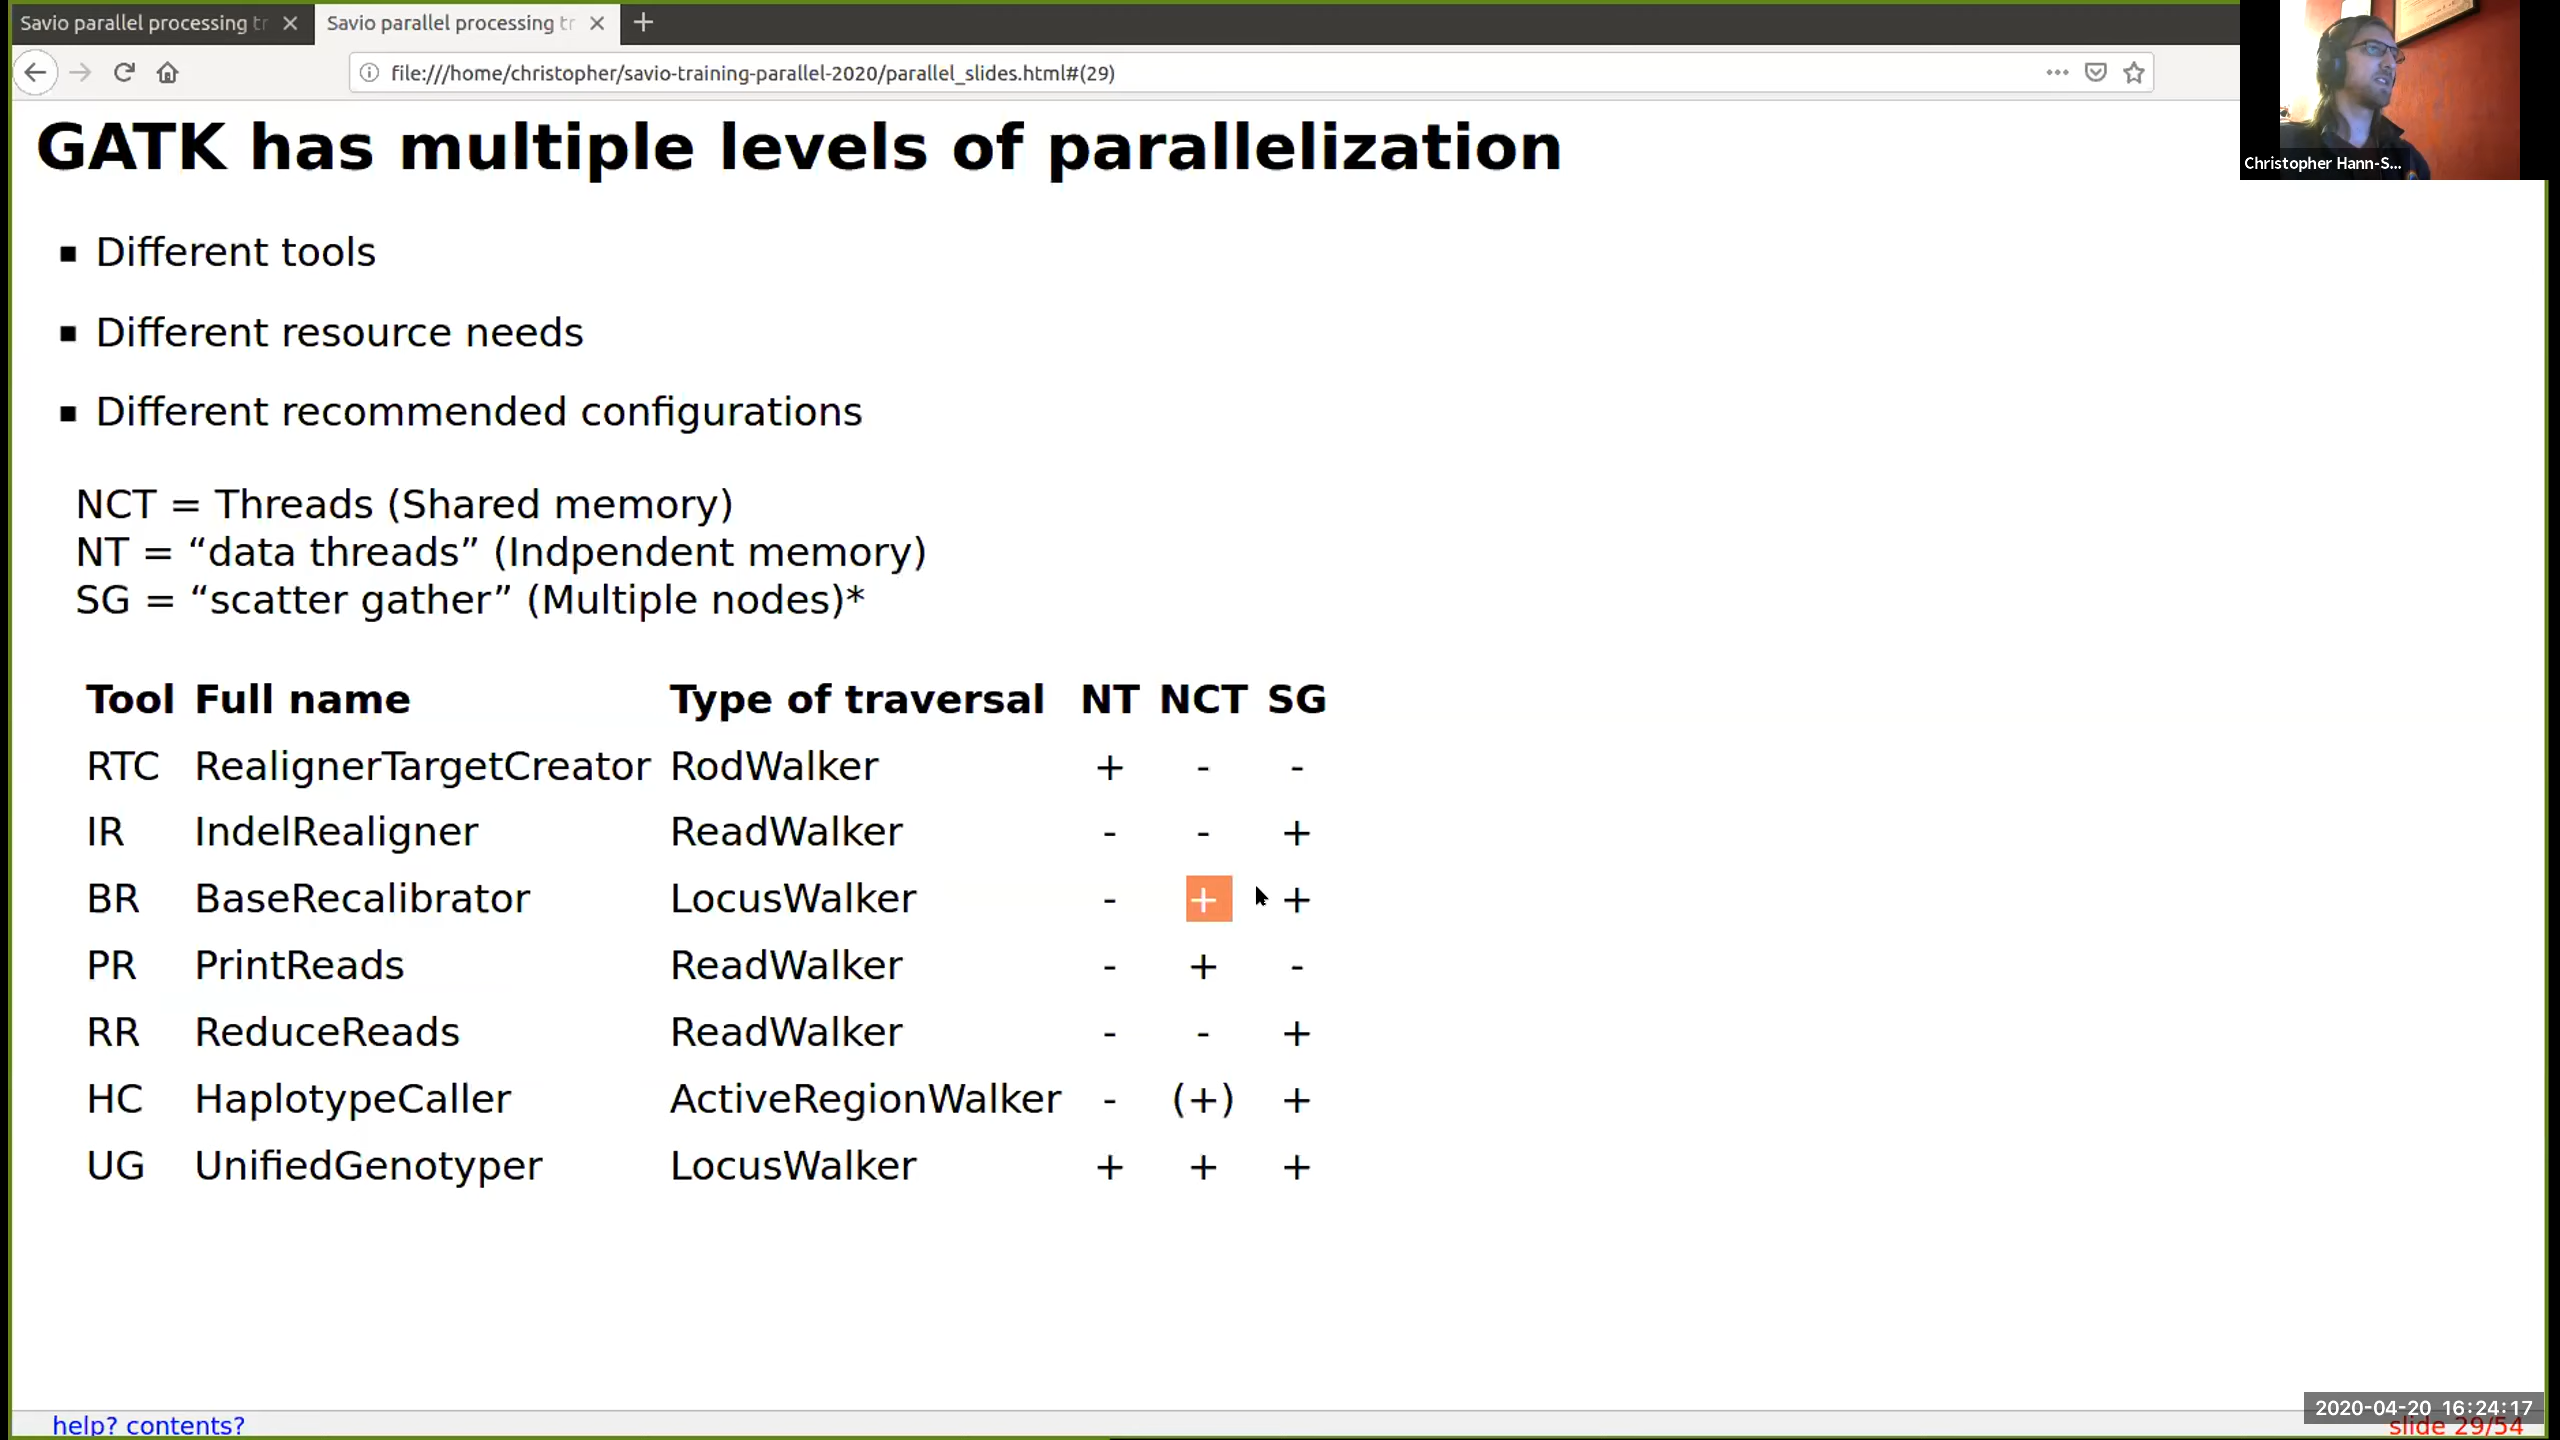 Savio parallel processing tr
Savio parallel processing tr
file:///home/christopher/savio-training-parallel-2020/parallel_slides.html#(29)
Christopher Hann-S...
GATK has multiple levels of parallelization
Different tools
Different resource needs
Different recommended configurations
NCT = Threads (Shared memory)
NT = “data threads” (Indpendent memory)
SG = “scatter gather” (Multiple nodes)*
Tool Full name Type of traversal NT NCT SG
RTC RealignerTargetCreator RodWalker + - -
IR IndelRealigner ReadWalker - - +
BR BaseRecalibrator LocusWalker - + +
PR PrintReads ReadWalker - + -
RR ReduceReads ReadWalker - - +
HC HaplotypeCaller ActiveRegionWalker - (+) +
UG UnifiedGenotyper LocusWalker + + +
help? contents?
2020-04-20 16:24:17
slide 29/54